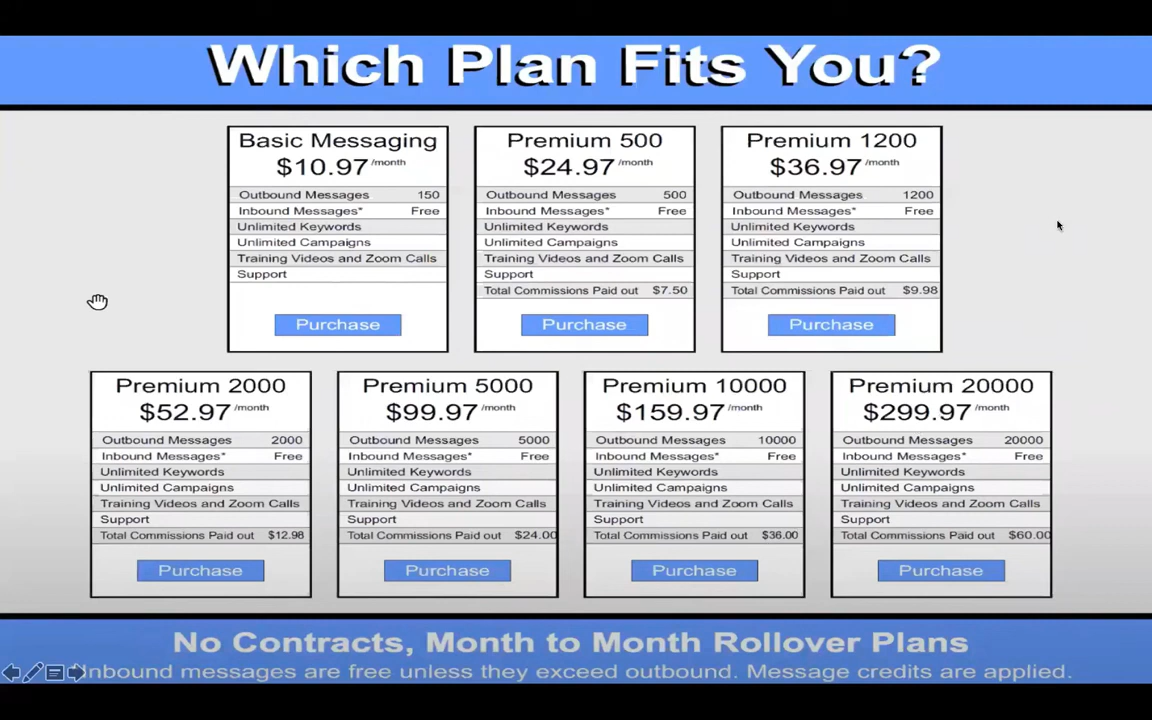 Which Plan Fits You?
Basic Messaging
$10.97 /month
Outbound Messages 150
Inbound Messages* Free
Unlimited Keywords
Unlimited Campaigns
Training Videos and Zoom Calls
Support
Purchase
Premium 500
$24.97 /month
Outbound Messages 500
Inbound Messages* Free
Unlimited Keywords
Unlimited Campaigns
Training Videos and Zoom Calls
Support
Total Commissions Paid out $7.50
Purchase
Premium 1200
$36.97 /month
Outbound Messages 1200
Inbound Messages* Free
Unlimited Keywords
Unlimited Campaigns
Training Videos and Zoom Calls
Support
Total Commissions Paid out $9.98
Purchase
Premium 2000
$52.97 /month
Outbound Messages 2000
Inbound Messages* Free
Unlimited Keywords
Unlimited Campaigns
Training Videos and Zoom Calls
Support
Total Commissions Paid out $12.98
Purchase
Premium 5000
$99.97 /month
Outbound Messages 5000
Inbound Messages* Free
Unlimited Keywords
Unlimited Campaigns
Training Videos and Zoom Calls
Support
Total Commissions Paid out $24.00
Purchase
Premium 10000
$159.97 /month
Outbound Messages 10000
Inbound Messages* Free
Unlimited Keywords
Unlimited Campaigns
Training Videos and Zoom Calls
Support
Total Commissions Paid out $36.00
Purchase
Premium 20000
$299.97 /month
Outbound Messages 20000
Inbound Messages* Free
Unlimited Keywords
Unlimited Campaigns
Training Videos and Zoom Calls
Support
Total Commissions Paid out $60.00
Purchase
No Contracts, Month to Month Rollover Plans
Inbound messages are free unless they exceed outbound. Message credits are applied.